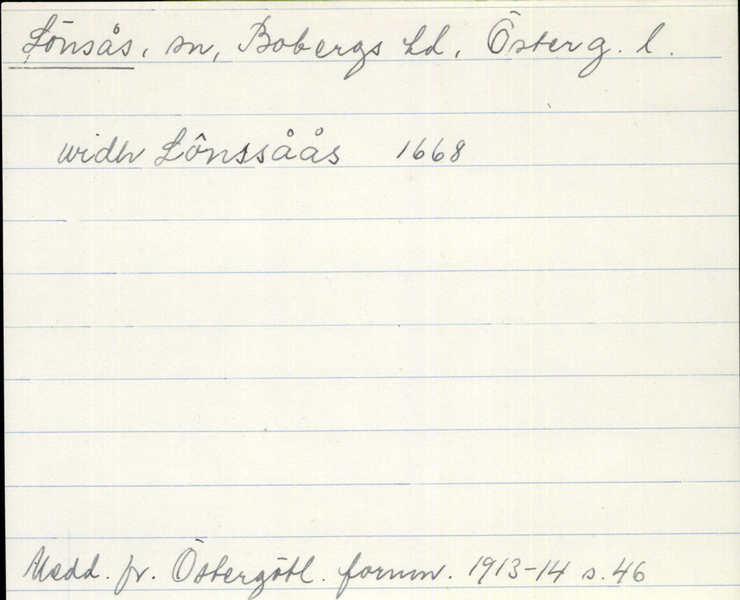 Lönsås, sn, Bobergs hd, Österg. l.
widh Lônssåås 1668
Medd. fr. Östergötl. fornm. 1913-14 s. 46